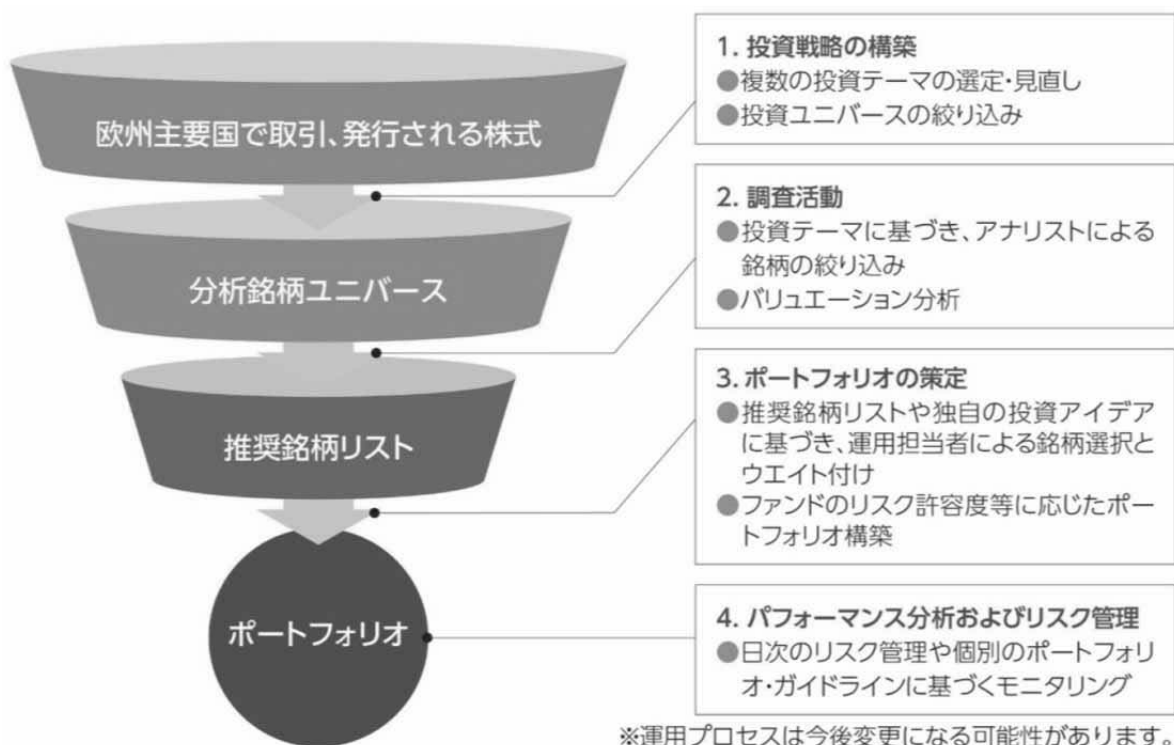 欧州主要国で取引、発行される株式
分析銘柄ユニバース
推奨銘柄リスト
ポートフォリオ
1. 投資戦略の構築
●複数の投資テーマの選定・見直し
●投資ユニバースの絞り込み
2. 調査活動
●投資テーマに基づき、アナリストによる
銘柄の絞り込み
●バリュエーション分析
3. ポートフォリオの策定
●推奨銘柄リストや独自の投資アイデア
に基づき、運用担当者による銘柄選択と
ウエイト付け
●ファンドのリスク許容度等に応じたポー
トフォリオ構築
4. パフォーマンス分析およびリスク管理
●日次のリスク管理や個別のポートフォリ
オ・ガイドラインに基づくモニタリング
※運用プロセスは今後変更になる可能性があります。